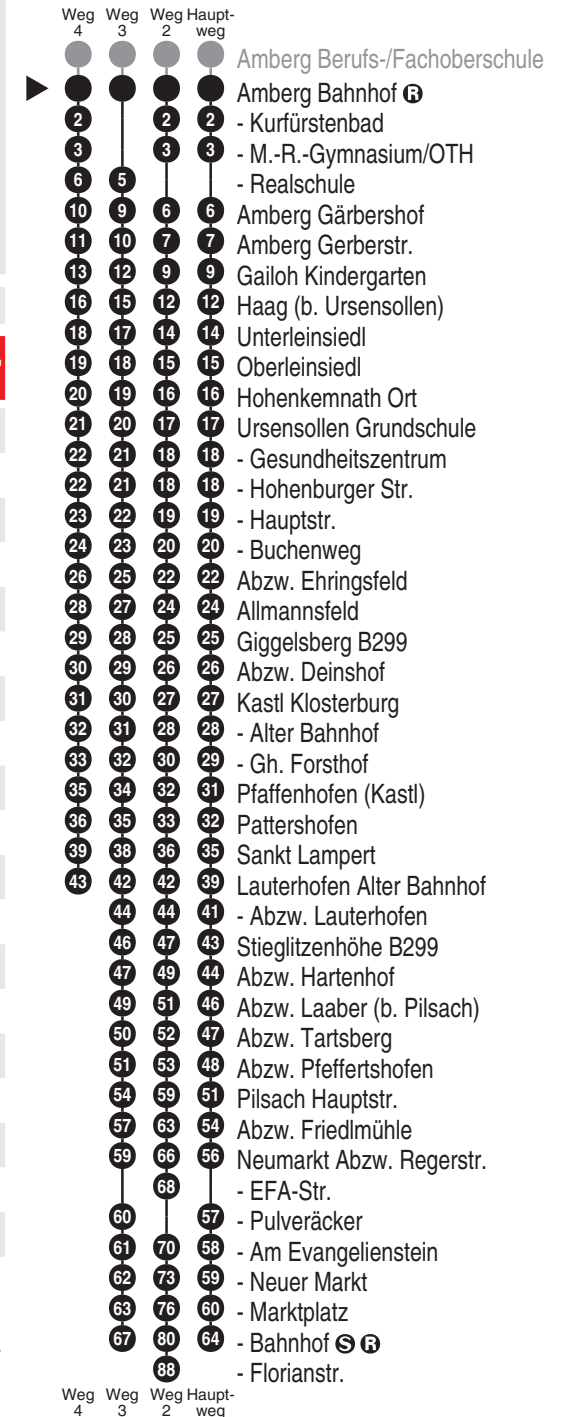 Weg Weg Weg Haupt-
4 3 2 weg
Amberg Berufs-/Fachoberschule
Amberg Bahnhof R
2 2 2 - Kurfürstenbad
3 3 3 - M.-R.-Gymnasium/OTH
6 5 - Realschule
10 9 6 6 Amberg Gärbershof
11 10 7 7 Amberg Gerberstr.
13 12 9 9 Gailoh Kindergarten
16 15 12 12 Haag (b. Ursensollen)
18 17 14 14 Unterleinsiedl
19 18 15 15 Oberleinsiedl
20 19 16 16 Hohenkemnath Ort
21 20 17 17 Ursensollen Grundschule
22 21 18 18 - Gesundheitszentrum
22 21 18 18 - Hohenburger Str.
23 22 19 19 - Hauptstr.
24 23 20 20 - Buchenweg
26 25 22 22 Abzw. Ehringsfeld
28 27 24 24 Allmannsfeld
29 28 25 25 Giggelsberg B299
30 29 26 26 Abzw. Deinshof
31 30 27 27 Kastl Klosterburg
32 31 28 28 - Alter Bahnhof
33 32 30 29 - Gh. Forsthof
35 34 32 31 Pfaffenhofen (Kastl)
36 35 33 32 Pattershofen
39 38 36 35 Sankt Lampert
43 42 42 39 Lauterhofen Alter Bahnhof
44 44 41 - Abzw. Lauterhofen
46 47 43 Stieglitzenhöhe B299
47 49 44 Abzw. Hartenhof
49 51 46 Abzw. Laaber (b. Pilsach)
50 52 47 Abzw. Tartsberg
51 53 48 Abzw. Pfeffertshofen
54 59 51 Pilsach Hauptstr.
57 63 54 Abzw. Friedlmühle
59 66 56 Neumarkt Abzw. Regerstr.
68 - EFA-Str.
60 57 - Pulveräcker
61 70 58 - Am Evangelienstein
62 73 59 - Neuer Markt
63 76 60 - Marktplatz
67 80 64 - Bahnhof S R
88 - Florianstr.
Weg Weg Weg Haupt-
4 3 2 weg